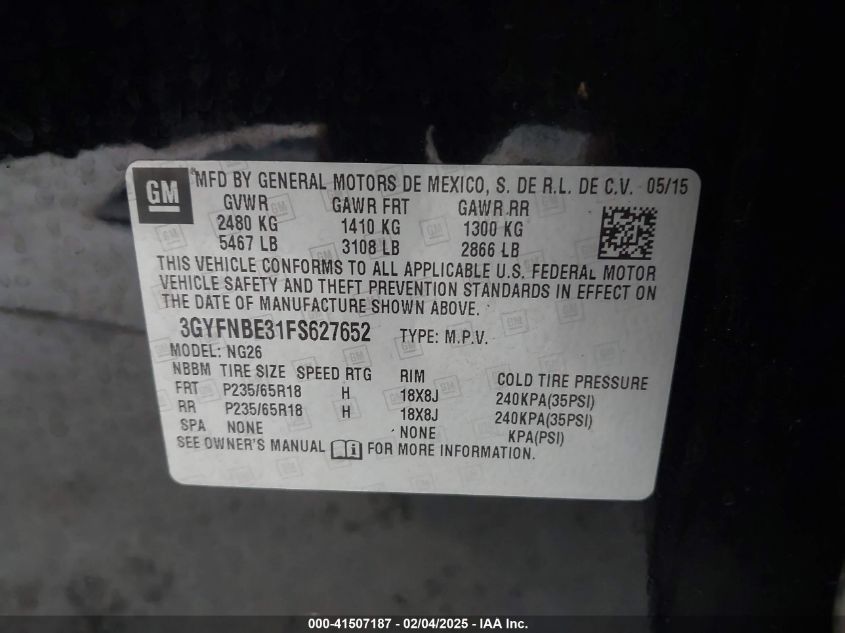 GM MFD BY GENERAL MOTORS DE MEXICO, S. DE R.L. DE C.V. 05/15
GVWR GAWR FRT GAWR RR
2480 KG 1410 KG 1300 KG
5467 LB 3108 LB 2866 LB
THIS VEHICLE CONFORMS TO ALL APPLICABLE U.S. FEDERAL MOTOR
VEHICLE SAFETY AND THEFT PREVENTION STANDARDS IN EFFECT ON
THE DATE OF MANUFACTURE SHOWN ABOVE.
3GYFNBE31FS627652 TYPE: M.P.V.
MODEL: NG26
NBBM TIRE SIZE SPEED RTG RIM COLD TIRE PRESSURE
FRT P235/65R18 H 18X8J 240KPA(35PSI)
RR P235/65R18 H 18X8J 240KPA(35PSI)
SPA NONE NONE KPA(PSI)
SEE OWNER'S MANUAL FOR MORE INFORMATION.
000-41507187 - 02/04/2025 - IAA Inc.